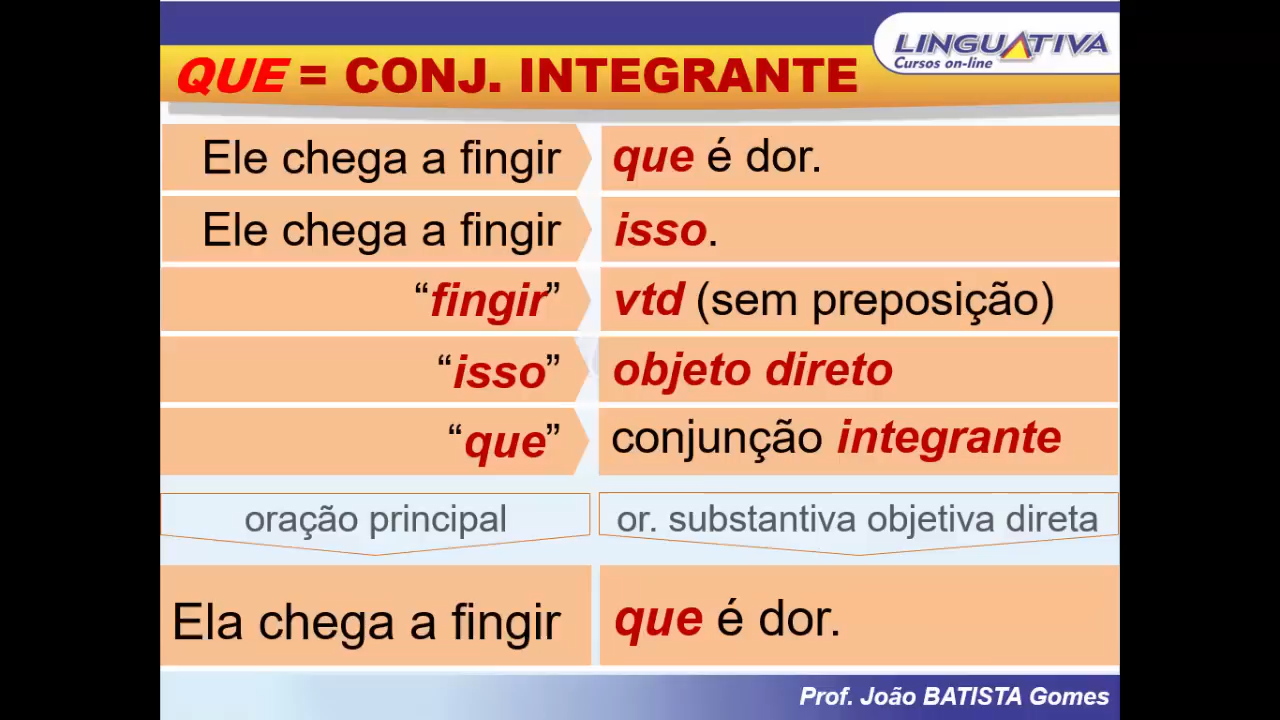 LINGUATIVA
Cursos on-line
QUE = CONJ. INTEGRANTE
Ele chega a fingir que é dor.
Ele chega a fingir isso.
“fingir” vtd (sem preposição)
“isso” objeto direto
“que” conjunção integrante
oração principal or. substantiva objetiva direta
Ela chega a fingir que é dor.
Prof. João BATISTA Gomes